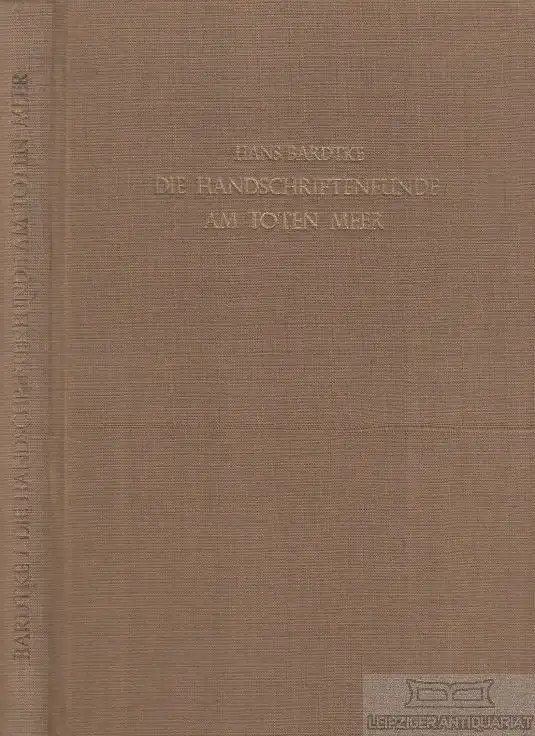 HANS BARDTKE
DIE HANDSCHRIFTENFUNDE
AM TOTEN MEER
BARDTKE / DIE HANDSCHRIFTENFUNDE AM TOTEN MEER
LEIPZIGER ANTIQUARIAT